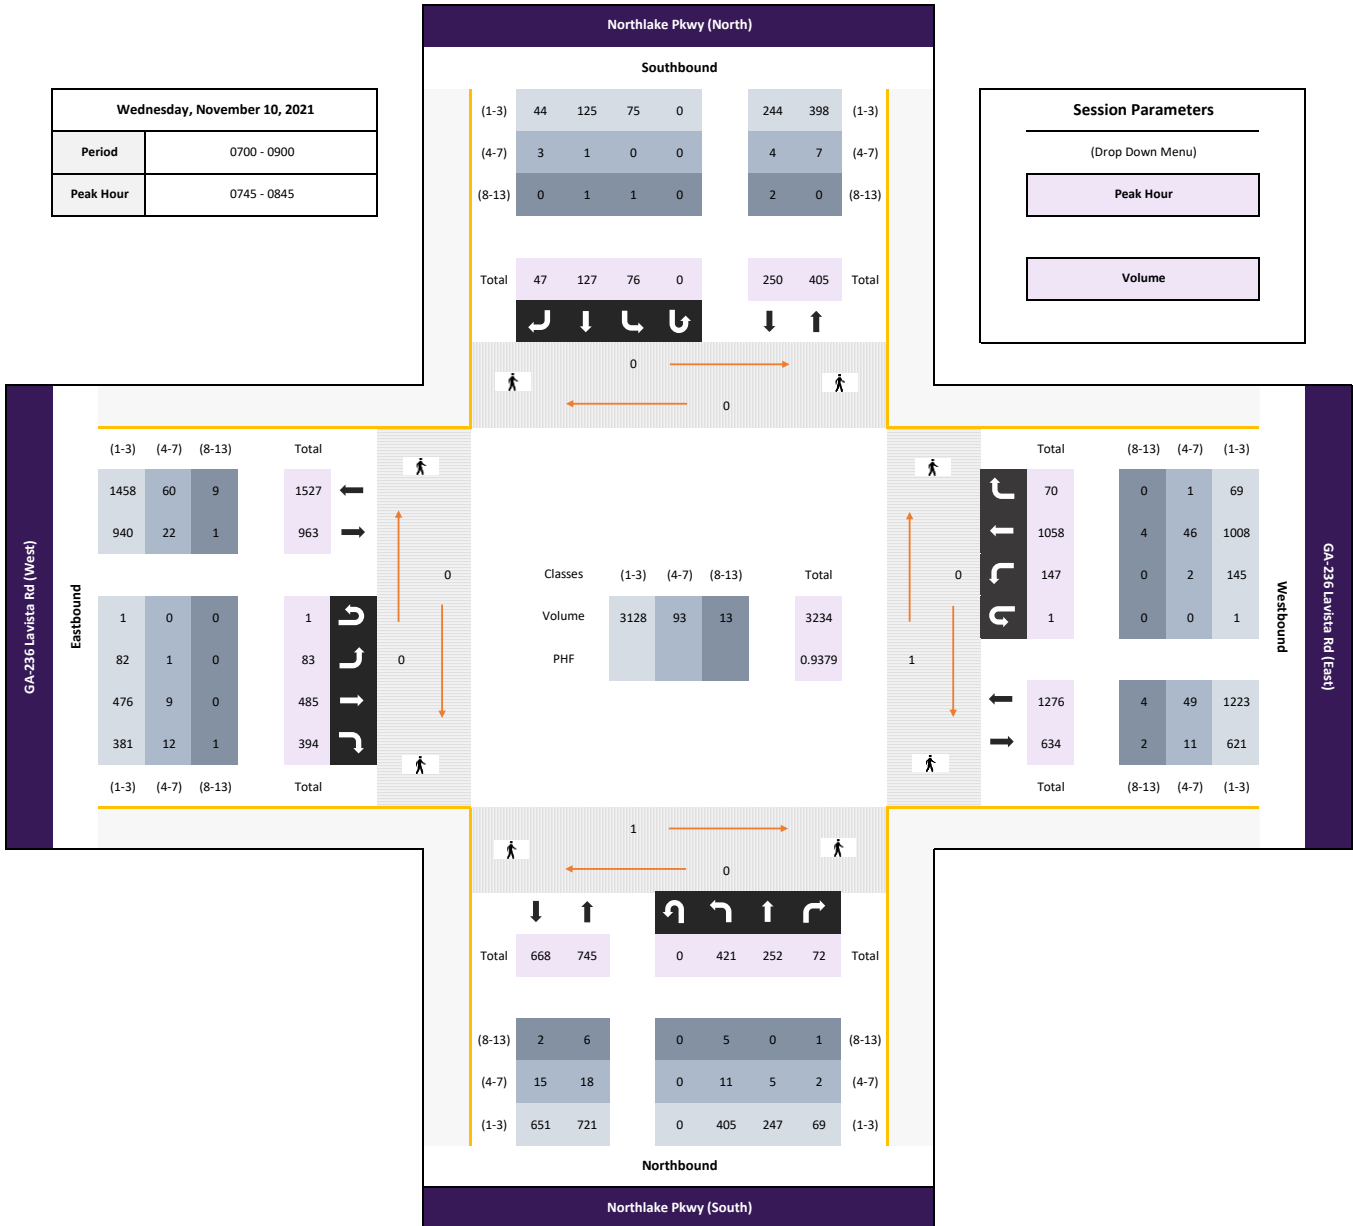 Northlake Pkwy (North)
Southbound
Wednesday, November 10, 2021
Period 0700 - 0900
Peak Hour 0745 - 0845
Session Parameters
(Drop Down Menu)
Peak Hour
Volume
(1-3) 44 125 75 0 244 398 (1-3)
(4-7) 3 1 0 0 4 7 (4-7)
(8-13) 0 1 1 0 2 0 (8-13)
Total 47 127 76 0 250 405 Total
0
0
GA-236 Lavista Rd (West)
Eastbound
(1-3) (4-7) (8-13) Total
1458 60 9 1527
940 22 1 963
1 0 0 1
82 1 0 83
476 9 0 485
381 12 1 394
(1-3) (4-7) (8-13) Total
0
0
Classes (1-3) (4-7) (8-13) Total
Volume 3128 93 13 3234
PHF 0.9379
0
1
Total (8-13) (4-7) (1-3)
70 0 1 69
1058 4 46 1008
147 0 2 145
1 0 0 1
1276 4 49 1223
634 2 11 621
Total (8-13) (4-7) (1-3)
Westbound
GA-236 Lavista Rd (East)
1
0
Total 668 745 0 421 252 72 Total
(8-13) 2 6 0 5 0 1 (8-13)
(4-7) 15 18 0 11 5 2 (4-7)
(1-3) 651 721 0 405 247 69 (1-3)
Northbound
Northlake Pkwy (South)